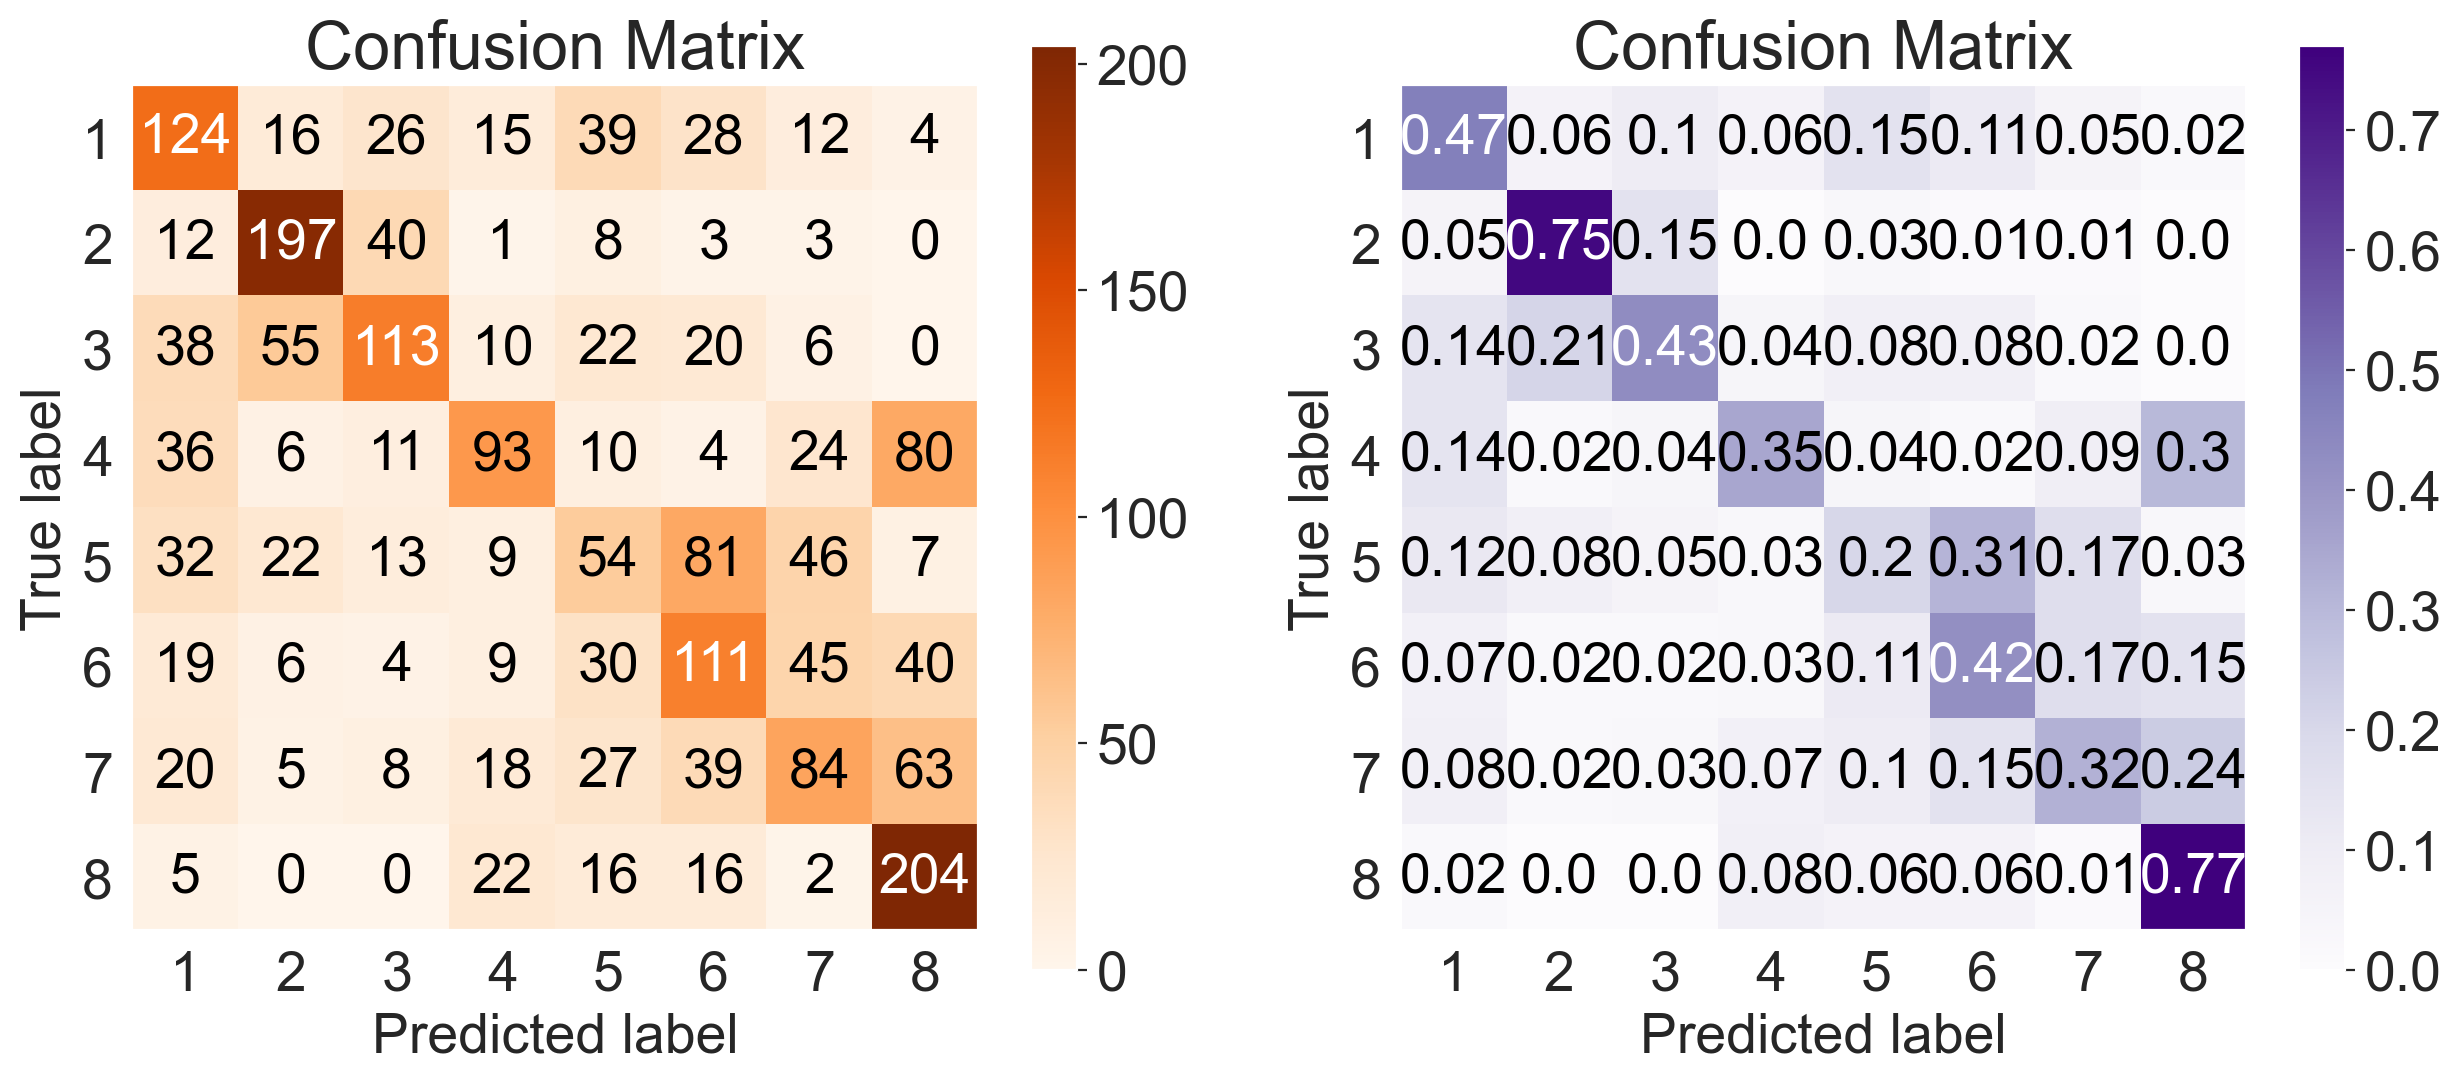 Confusion Matrix
1 124 16 26 15 39 28 12 4
2 12 197 40 1 8 3 3 0
3 38 55 113 10 22 20 6 0
4 36 6 11 93 10 4 24 80
5 32 22 13 9 54 81 46 7
6 19 6 4 9 30 111 45 40
7 20 5 8 18 27 39 84 63
8 5 0 0 22 16 16 2 204
1 2 3 4 5 6 7 8
Predicted label
True label
200
150
100
50
0
Confusion Matrix
1 0.47 0.06 0.1 0.06 0.15 0.11 0.05 0.02
2 0.05 0.75 0.15 0.0 0.03 0.01 0.01 0.0
3 0.14 0.21 0.43 0.04 0.08 0.08 0.02 0.0
4 0.14 0.02 0.04 0.35 0.04 0.02 0.09 0.3
5 0.12 0.08 0.05 0.03 0.2 0.31 0.17 0.03
6 0.07 0.02 0.02 0.03 0.11 0.42 0.17 0.15
7 0.08 0.02 0.03 0.07 0.1 0.15 0.32 0.24
8 0.02 0.0 0.0 0.08 0.06 0.06 0.01 0.77
1 2 3 4 5 6 7 8
Predicted label
True label
0.7
0.6
0.5
0.4
0.3
0.2
0.1
0.0